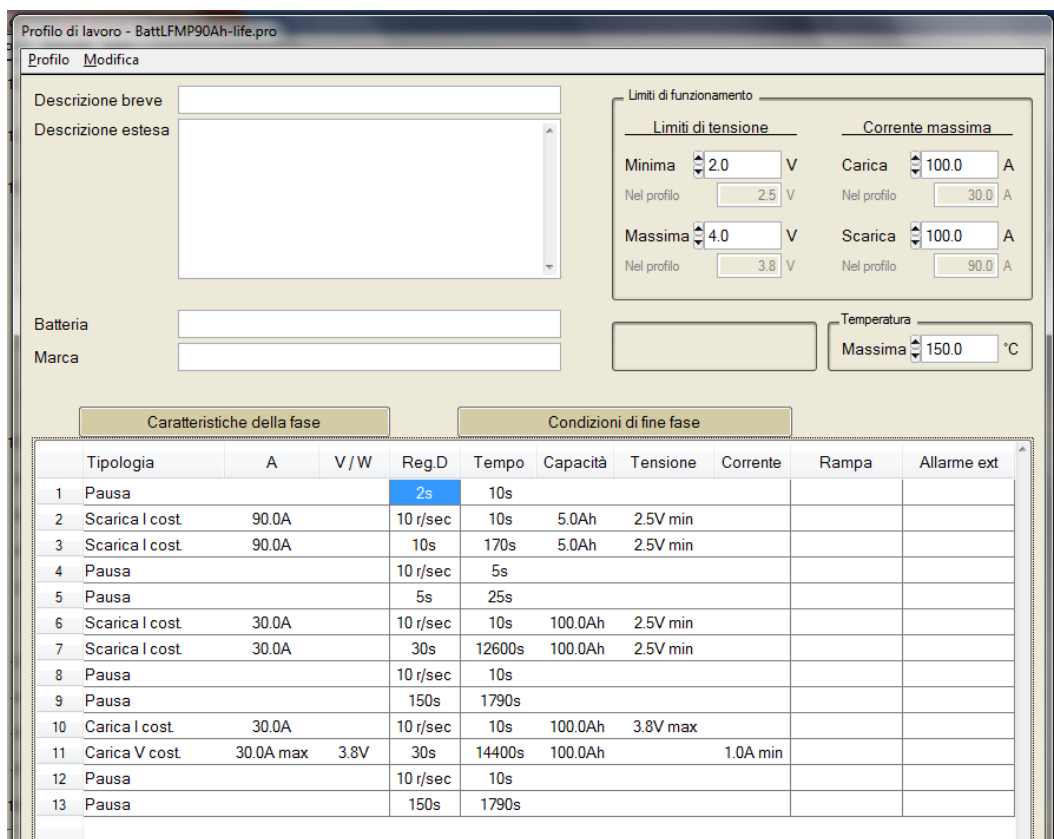 Profilo di lavoro - BattLFMP90Ah-life.pro
Profilo Modifica
Descrizione breve
Descrizione estesa
Batteria
Marca
Limiti di funzionamento
Limiti di tensione Corrente massima
Minima 2.0 V Carica 100.0 A
Nel profilo 2.5 V Nel profilo 30.0 A
Massima 4.0 V Scarica 100.0 A
Nel profilo 3.8 V Nel profilo 90.0 A
Temperatura
Massima 150.0 °C
Caratteristiche della fase Condizioni di fine fase
Tipologia A V / W Reg.D Tempo Capacità Tensione Corrente Rampa Allarme ext
1 Pausa 2s 10s
2 Scarica I cost. 90.0A 10 r/sec 10s 5.0Ah 2.5V min
3 Scarica I cost. 90.0A 10s 170s 5.0Ah 2.5V min
4 Pausa 10 r/sec 5s
5 Pausa 5s 25s
6 Scarica I cost. 30.0A 10 r/sec 10s 100.0Ah 2.5V min
7 Scarica I cost. 30.0A 30s 12600s 100.0Ah 2.5V min
8 Pausa 10 r/sec 10s
9 Pausa 150s 1790s
10 Carica I cost. 30.0A 10 r/sec 10s 100.0Ah 3.8V max
11 Carica V cost. 30.0A max 3.8V 30s 14400s 100.0Ah 1.0A min
12 Pausa 10 r/sec 10s
13 Pausa 150s 1790s